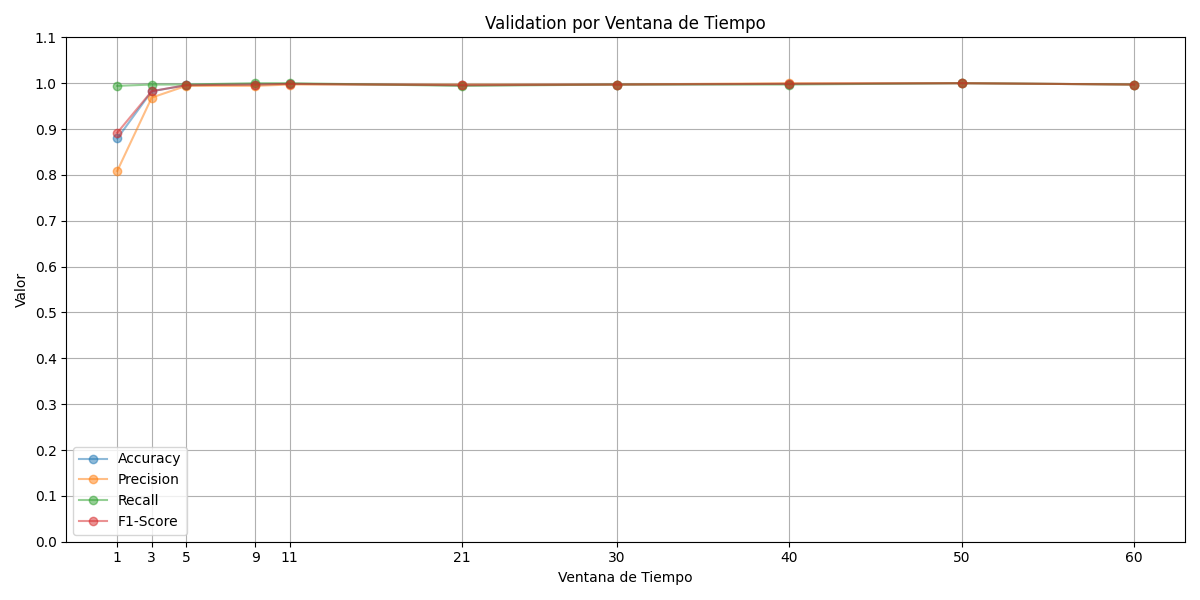 Validation por Ventana de Tiempo
1.1
1.0
0.9
0.8
0.7
0.6
0.5
0.4
0.3
0.2
0.1
0.0
Valor
Accuracy
Precision
Recall
F1-Score
1 3 5 9 11 21 30 40 50 60
Ventana de Tiempo